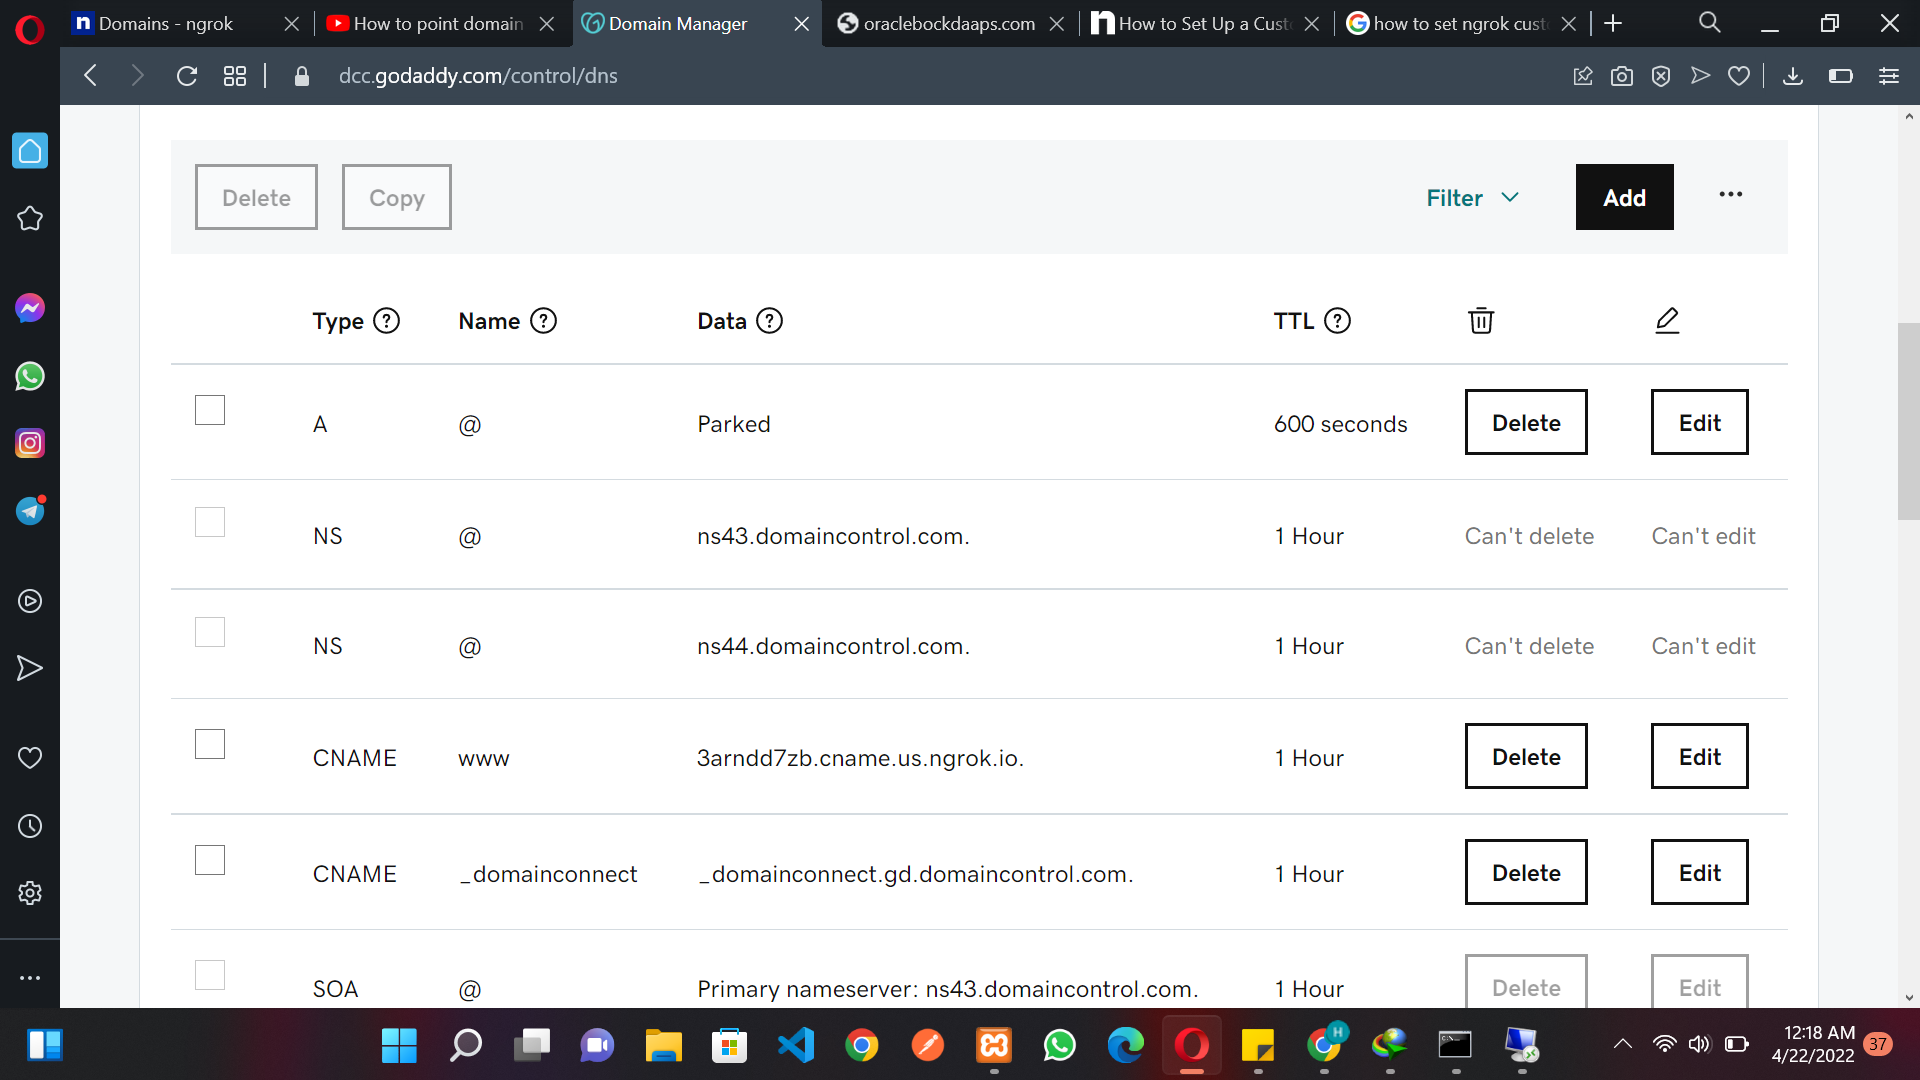 Domains - ngrok
How to point domain
Domain Manager
oraclebockdaaps.com
How to Set Up a Custo
how to set ngrok custo
dcc.godaddy.com/control/dns
Delete
Copy
Filter
Add
Type ?
Name ?
Data ?
TTL ?
A @ Parked 600 seconds Delete Edit
NS @ ns43.domaincontrol.com. 1 Hour Can't delete Can't edit
NS @ ns44.domaincontrol.com. 1 Hour Can't delete Can't edit
CNAME www 3arndd7zb.cname.us.ngrok.io. 1 Hour Delete Edit
CNAME _domainconnect _domainconnect.gd.domaincontrol.com. 1 Hour Delete Edit
SOA @ Primary nameserver: ns43.domaincontrol.com. 1 Hour Delete Edit
H
12:18 AM
4/22/2022
37